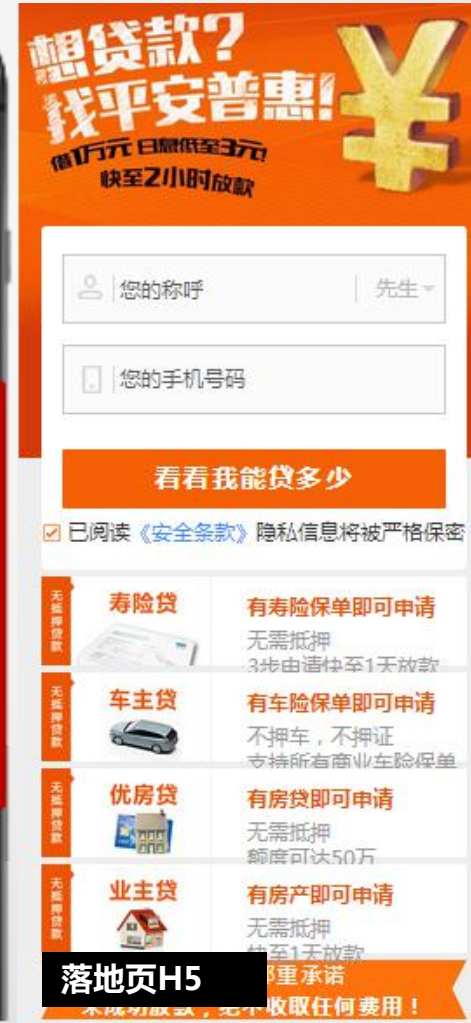 想贷款?
找平安普惠!
借1万元 日息低至3元!
快至2小时放款
您的称呼
先生
您的手机号码
看看我能贷多少
已阅读《安全条款》隐私信息将被严格保密
无抵押贷款
寿险贷
有寿险保单即可申请
无需抵押
3步申请快至1天放款
无抵押贷款
车主贷
有车险保单即可申请
不押车，不押证
支持所有商业车险保单
无抵押贷款
优房贷
有房贷即可申请
无需抵押
额度可达50万
无抵押贷款
业主贷
有房产即可申请
无需抵押
快至1天放款
落地页H5
郑重承诺
未成功放款，绝不收取任何费用！